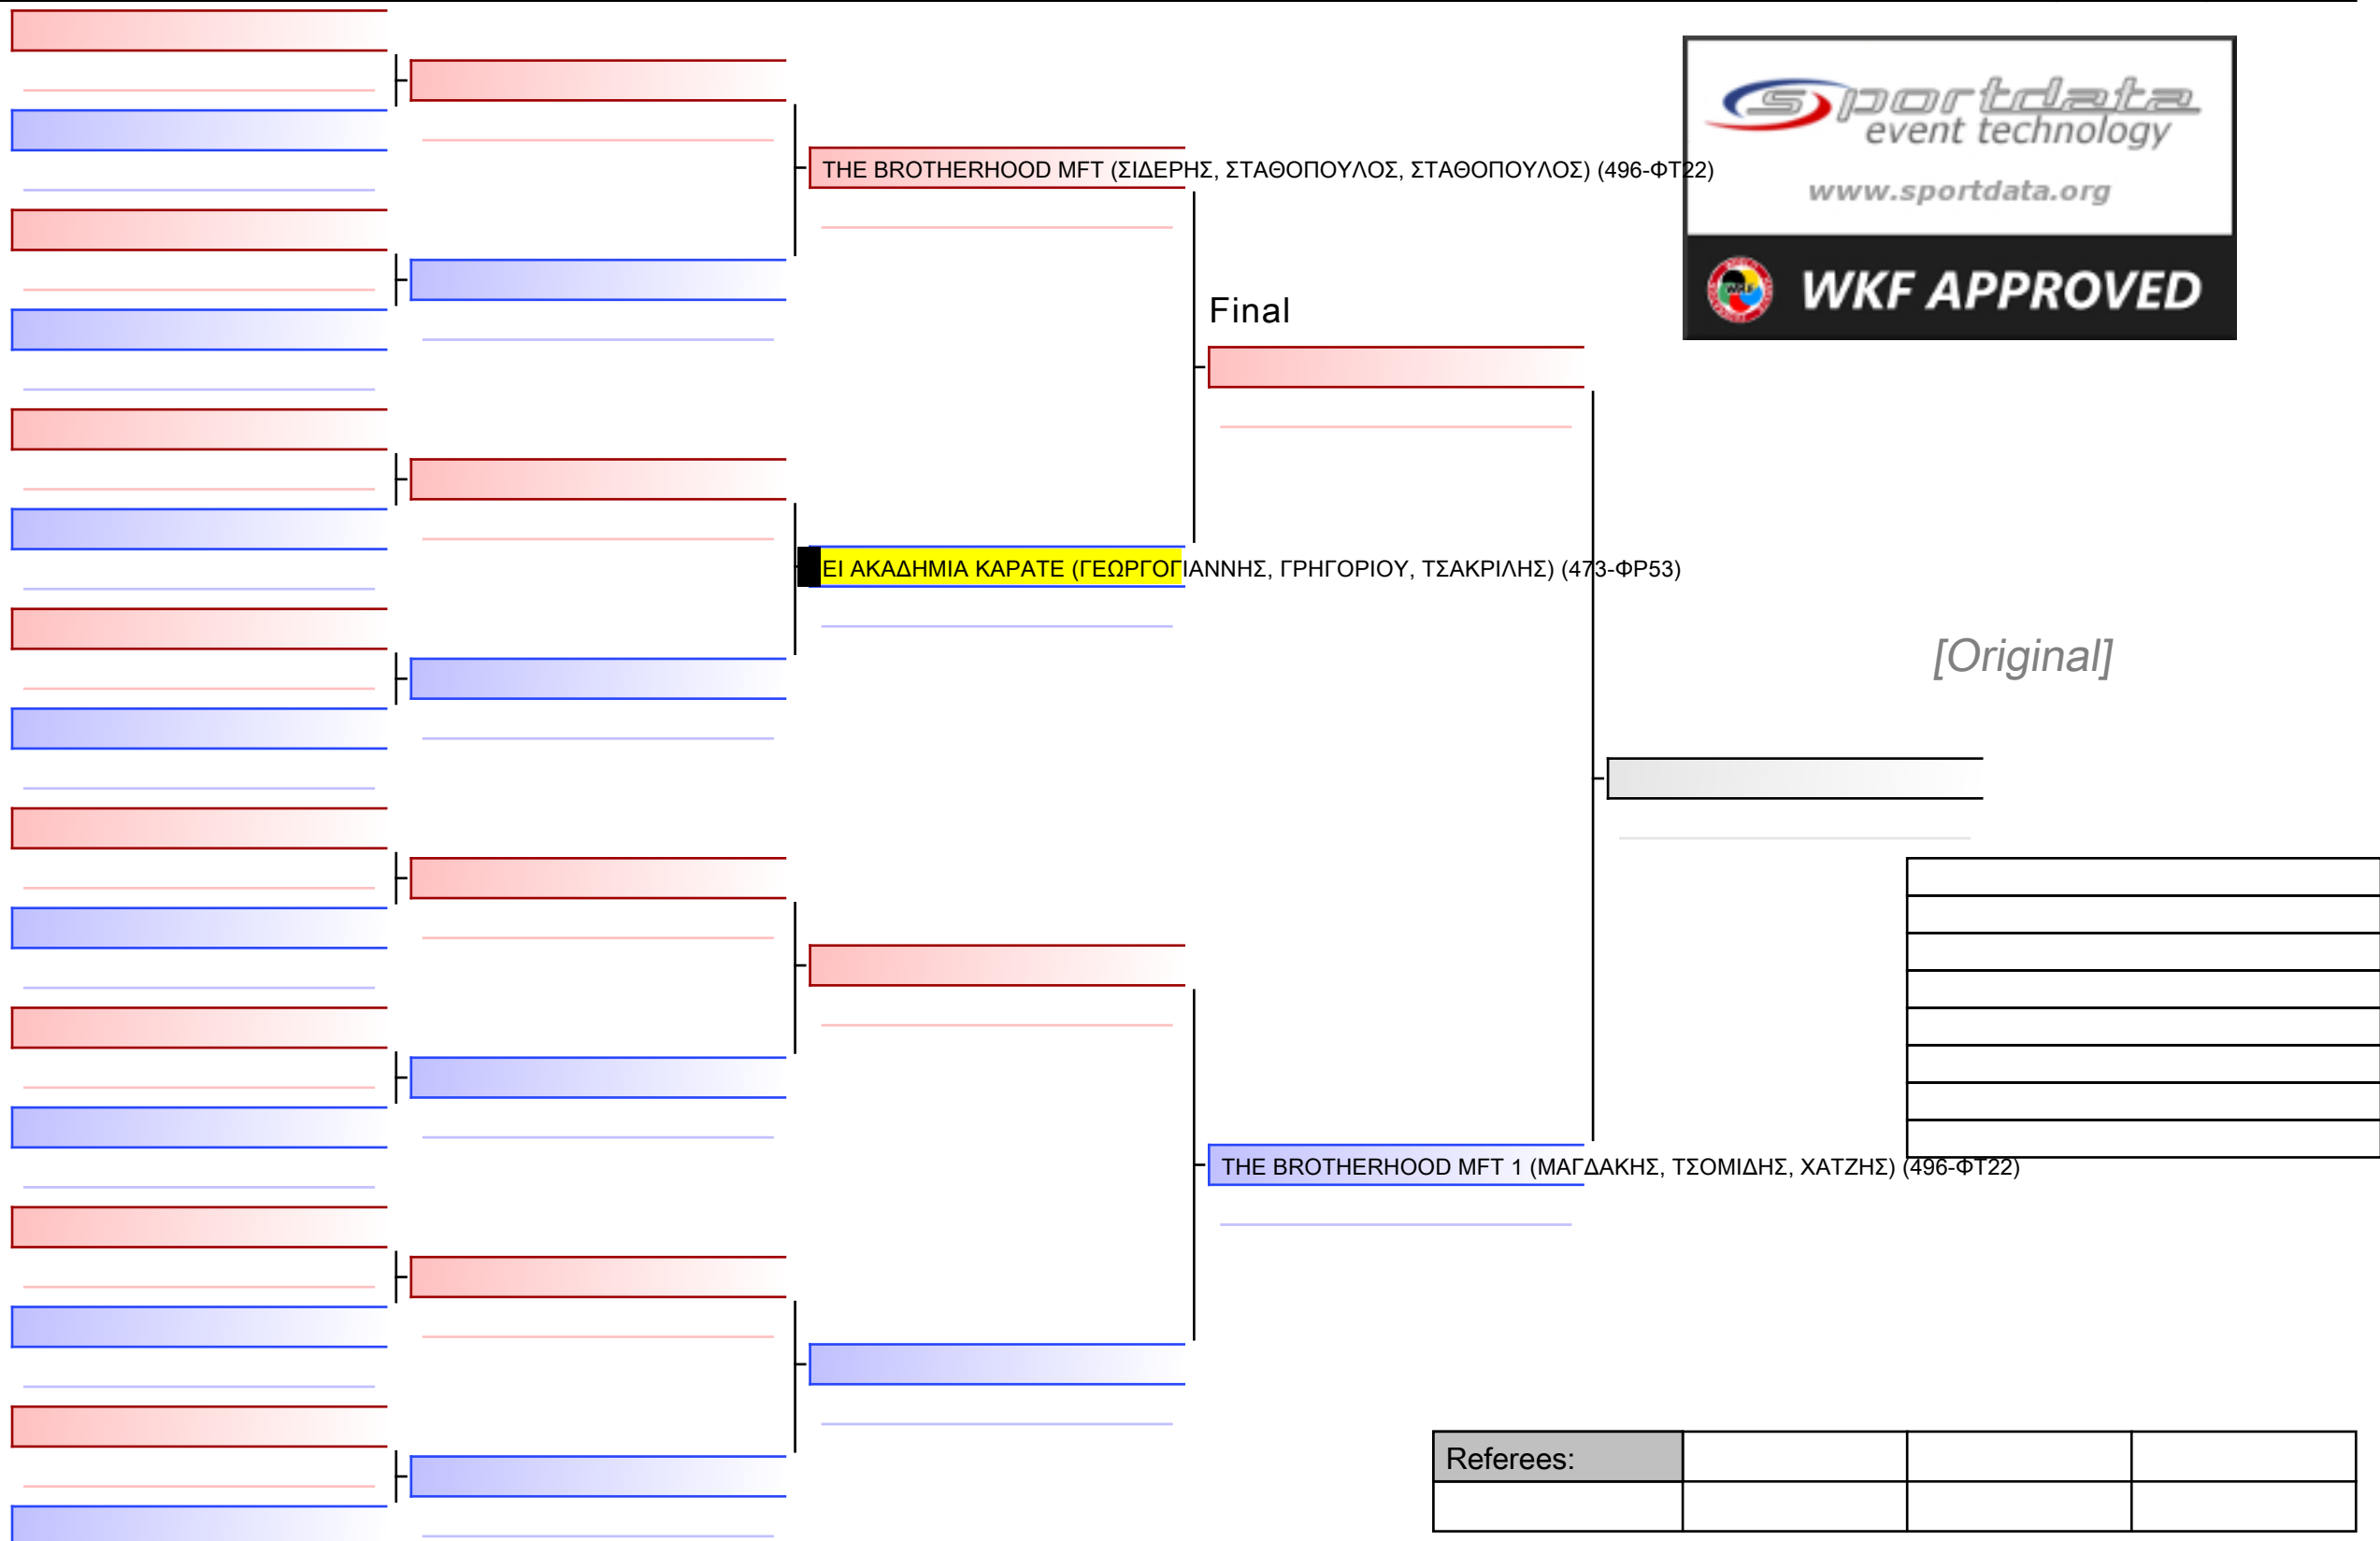 sportdata
event technology
www.sportdata.org
WKF APPROVED
THE BROTHERHOOD MFT (ΣΙΔΕΡΗΣ, ΣΤΑΘΟΠΟΥΛΟΣ, ΣΤΑΘΟΠΟΥΛΟΣ) (496-ΦΤ22)
Final
ΕΙ ΑΚΑΔΗΜΙΑ ΚΑΡΑΤΕ (ΓΕΩΡΓΟΓΙΑΝΝΗΣ, ΓΡΗΓΟΡΙΟΥ, ΤΣΑΚΡΙΛΗΣ) (473-ΦΡ53)
[Original]
THE BROTHERHOOD MFT 1 (ΜΑΓΔΑΚΗΣ, ΤΣΟΜΙΔΗΣ, ΧΑΤΖΗΣ) (496-ΦΤ22)
Referees: